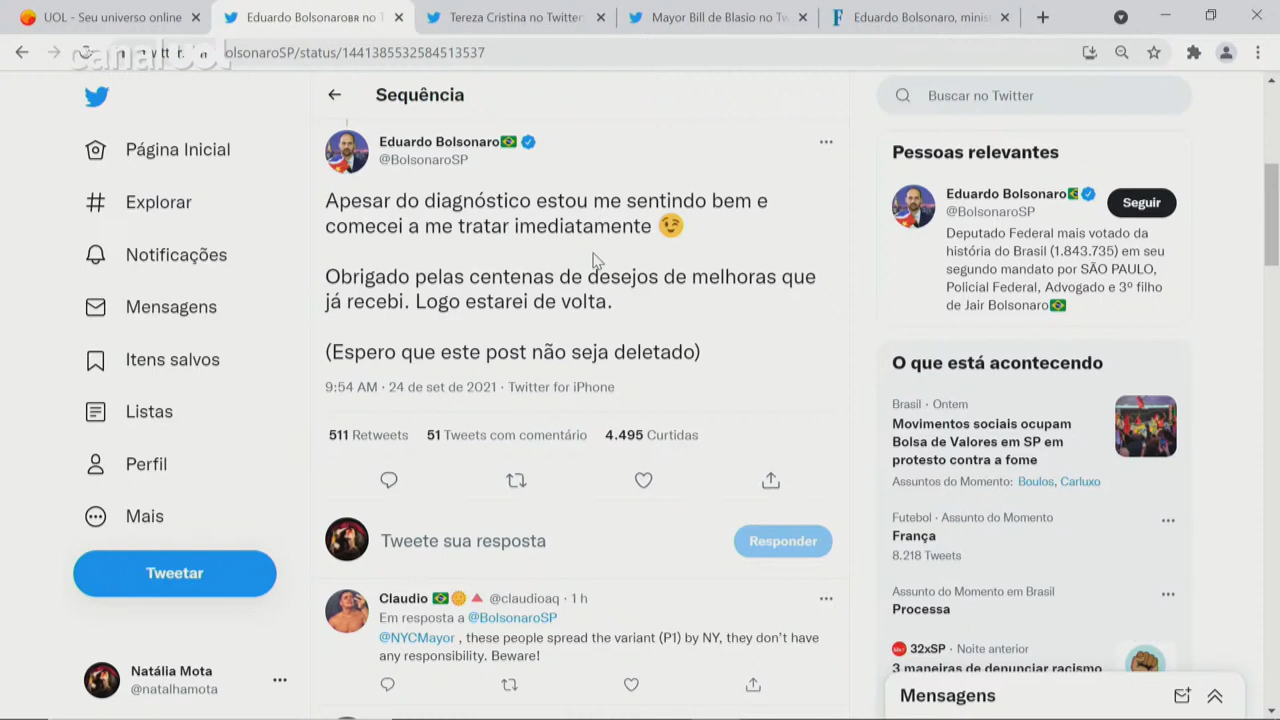 UOL - Seu universo online
Eduardo Bolsonaro🇧🇷 no T
Tereza Cristina no Twitter
Mayor Bill de Blasio no Tw
Eduardo Bolsonaro, minis
canal UOL
olsonaroSP/status/1441385532584513537
Página Inicial
Explorar
Notificações
Mensagens
Itens salvos
Listas
Perfil
Mais
Tweetar
Natália Mota
@natalhamota
Sequência
Eduardo Bolsonaro🇧🇷
@BolsonaroSP
Apesar do diagnóstico estou me sentindo bem e
comecei a me tratar imediatamente 😉
Obrigado pelas centenas de desejos de melhoras que
já recebi. Logo estarei de volta.
(Espero que este post não seja deletado)
9:54 AM · 24 de set de 2021 · Twitter for iPhone
511 Retweets 51 Tweets com comentário 4.495 Curtidas
Tweete sua resposta
Responder
Claudio 🇧🇷 @claudioaq · 1 h
Em resposta a @BolsonaroSP
@NYCMayor , these people spread the variant (P1) by NY, they don't have
any responsibility. Beware!
Buscar no Twitter
Pessoas relevantes
Eduardo Bolsonaro🇧🇷
@BolsonaroSP
Seguir
Deputado Federal mais votado da
história do Brasil (1.843.735) em seu
segundo mandato por SÃO PAULO,
Policial Federal, Advogado e 3º filho
de Jair Bolsonaro🇧🇷
O que está acontecendo
Brasil · Ontem
Movimentos sociais ocupam
Bolsa de Valores em SP em
protesto contra a fome
Assuntos do Momento: Boulos, Carluxo
Futebol · Assunto do Momento
França
8.218 Tweets
Assunto do Momento em Brasil
Processa
32xSP · Noite anterior
3 maneiras de denunciar racismo
Mensagens